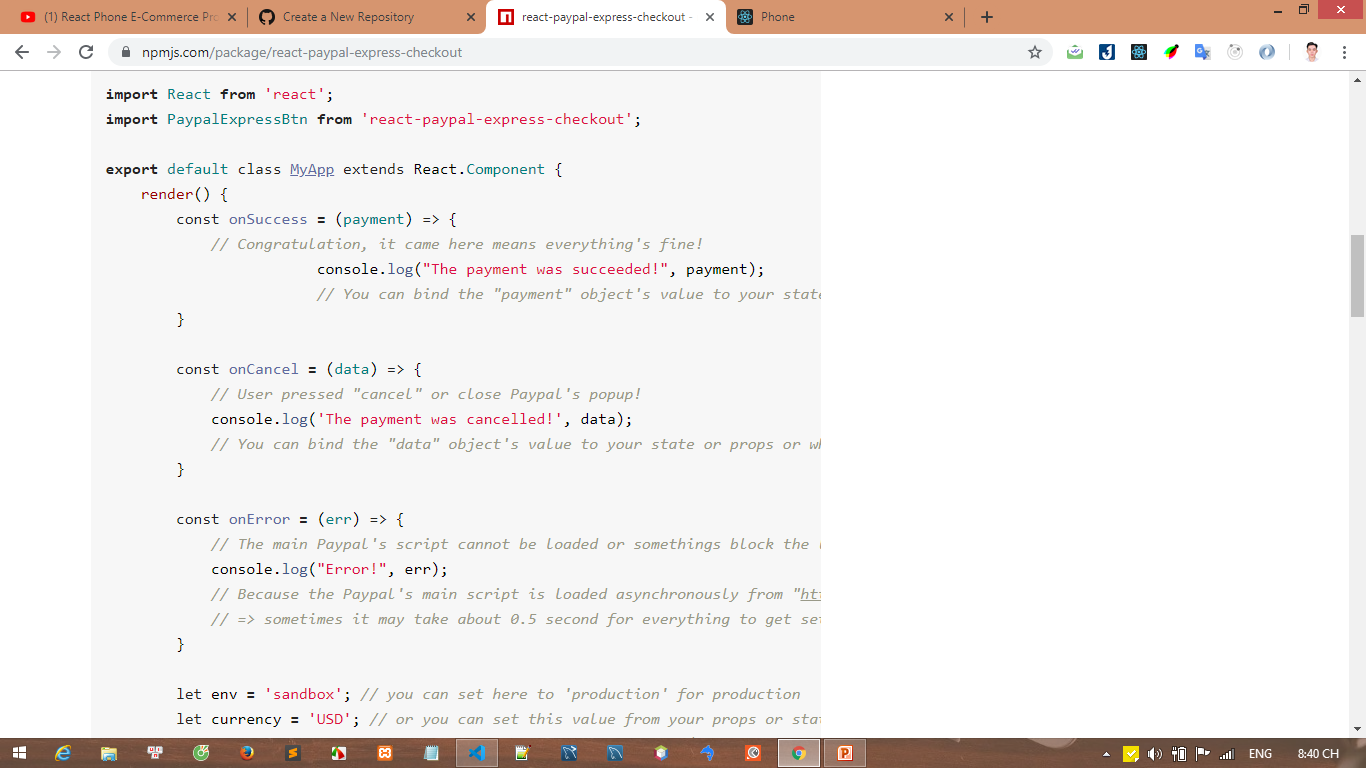 (1) React Phone E-Commerce Pro
Create a New Repository
react-paypal-express-checkout -
Phone
npmjs.com/package/react-paypal-express-checkout
import React from 'react';
import PaypalExpressBtn from 'react-paypal-express-checkout';
export default class MyApp extends React.Component {
render() {
const onSuccess = (payment) => {
// Congratulation, it came here means everything's fine!
console.log("The payment was succeeded!", payment);
// You can bind the "payment" object's value to your state
}
const onCancel = (data) => {
// User pressed "cancel" or close Paypal's popup!
console.log('The payment was cancelled!', data);
// You can bind the "data" object's value to your state or props or wh
}
const onError = (err) => {
// The main Paypal's script cannot be loaded or somethings block the
console.log("Error!", err);
// Because the Paypal's main script is loaded asynchronously from "htt
// => sometimes it may take about 0.5 second for everything to get set
}
let env = 'sandbox'; // you can set here to 'production' for production
let currency = 'USD'; // or you can set this value from your props or stat
ENG
8:40 CH